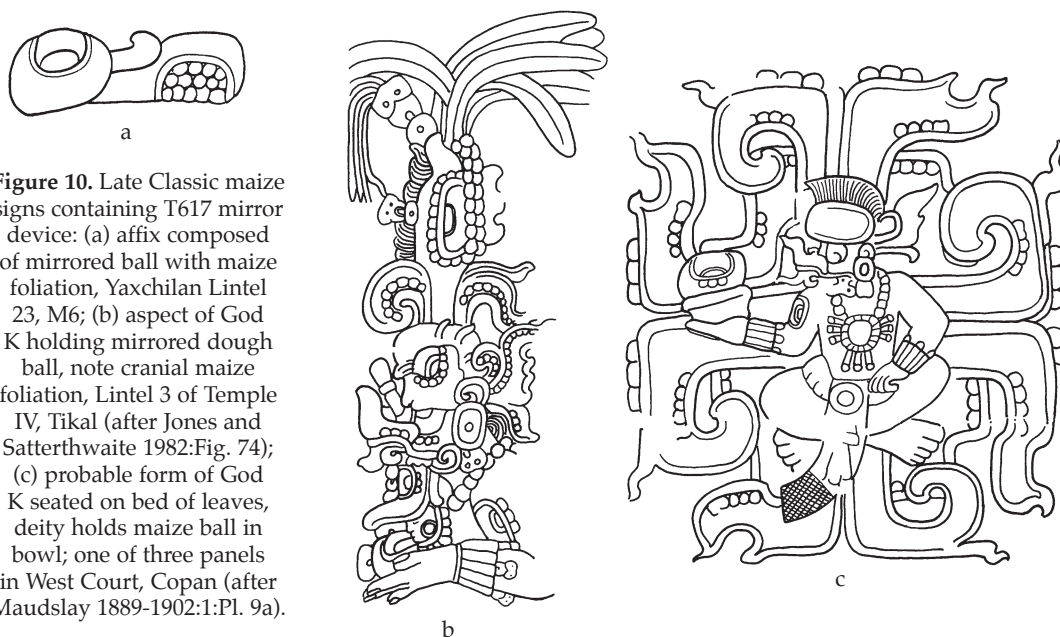 a
Figure 10. Late Classic maize
signs containing T617 mirror
device: (a) affix composed
of mirrored ball with maize
foliation, Yaxchilan Lintel
23, M6; (b) aspect of God
K holding mirrored dough
ball, note cranial maize
foliation, Lintel 3 of Temple
IV, Tikal (after Jones and
Satterthwaite 1982:Fig. 74);
(c) probable form of God
K seated on bed of leaves,
deity holds maize ball in
bowl; one of three panels
in West Court, Copan (after
Maudslay 1889-1902:1:Pl. 9a).
b
c